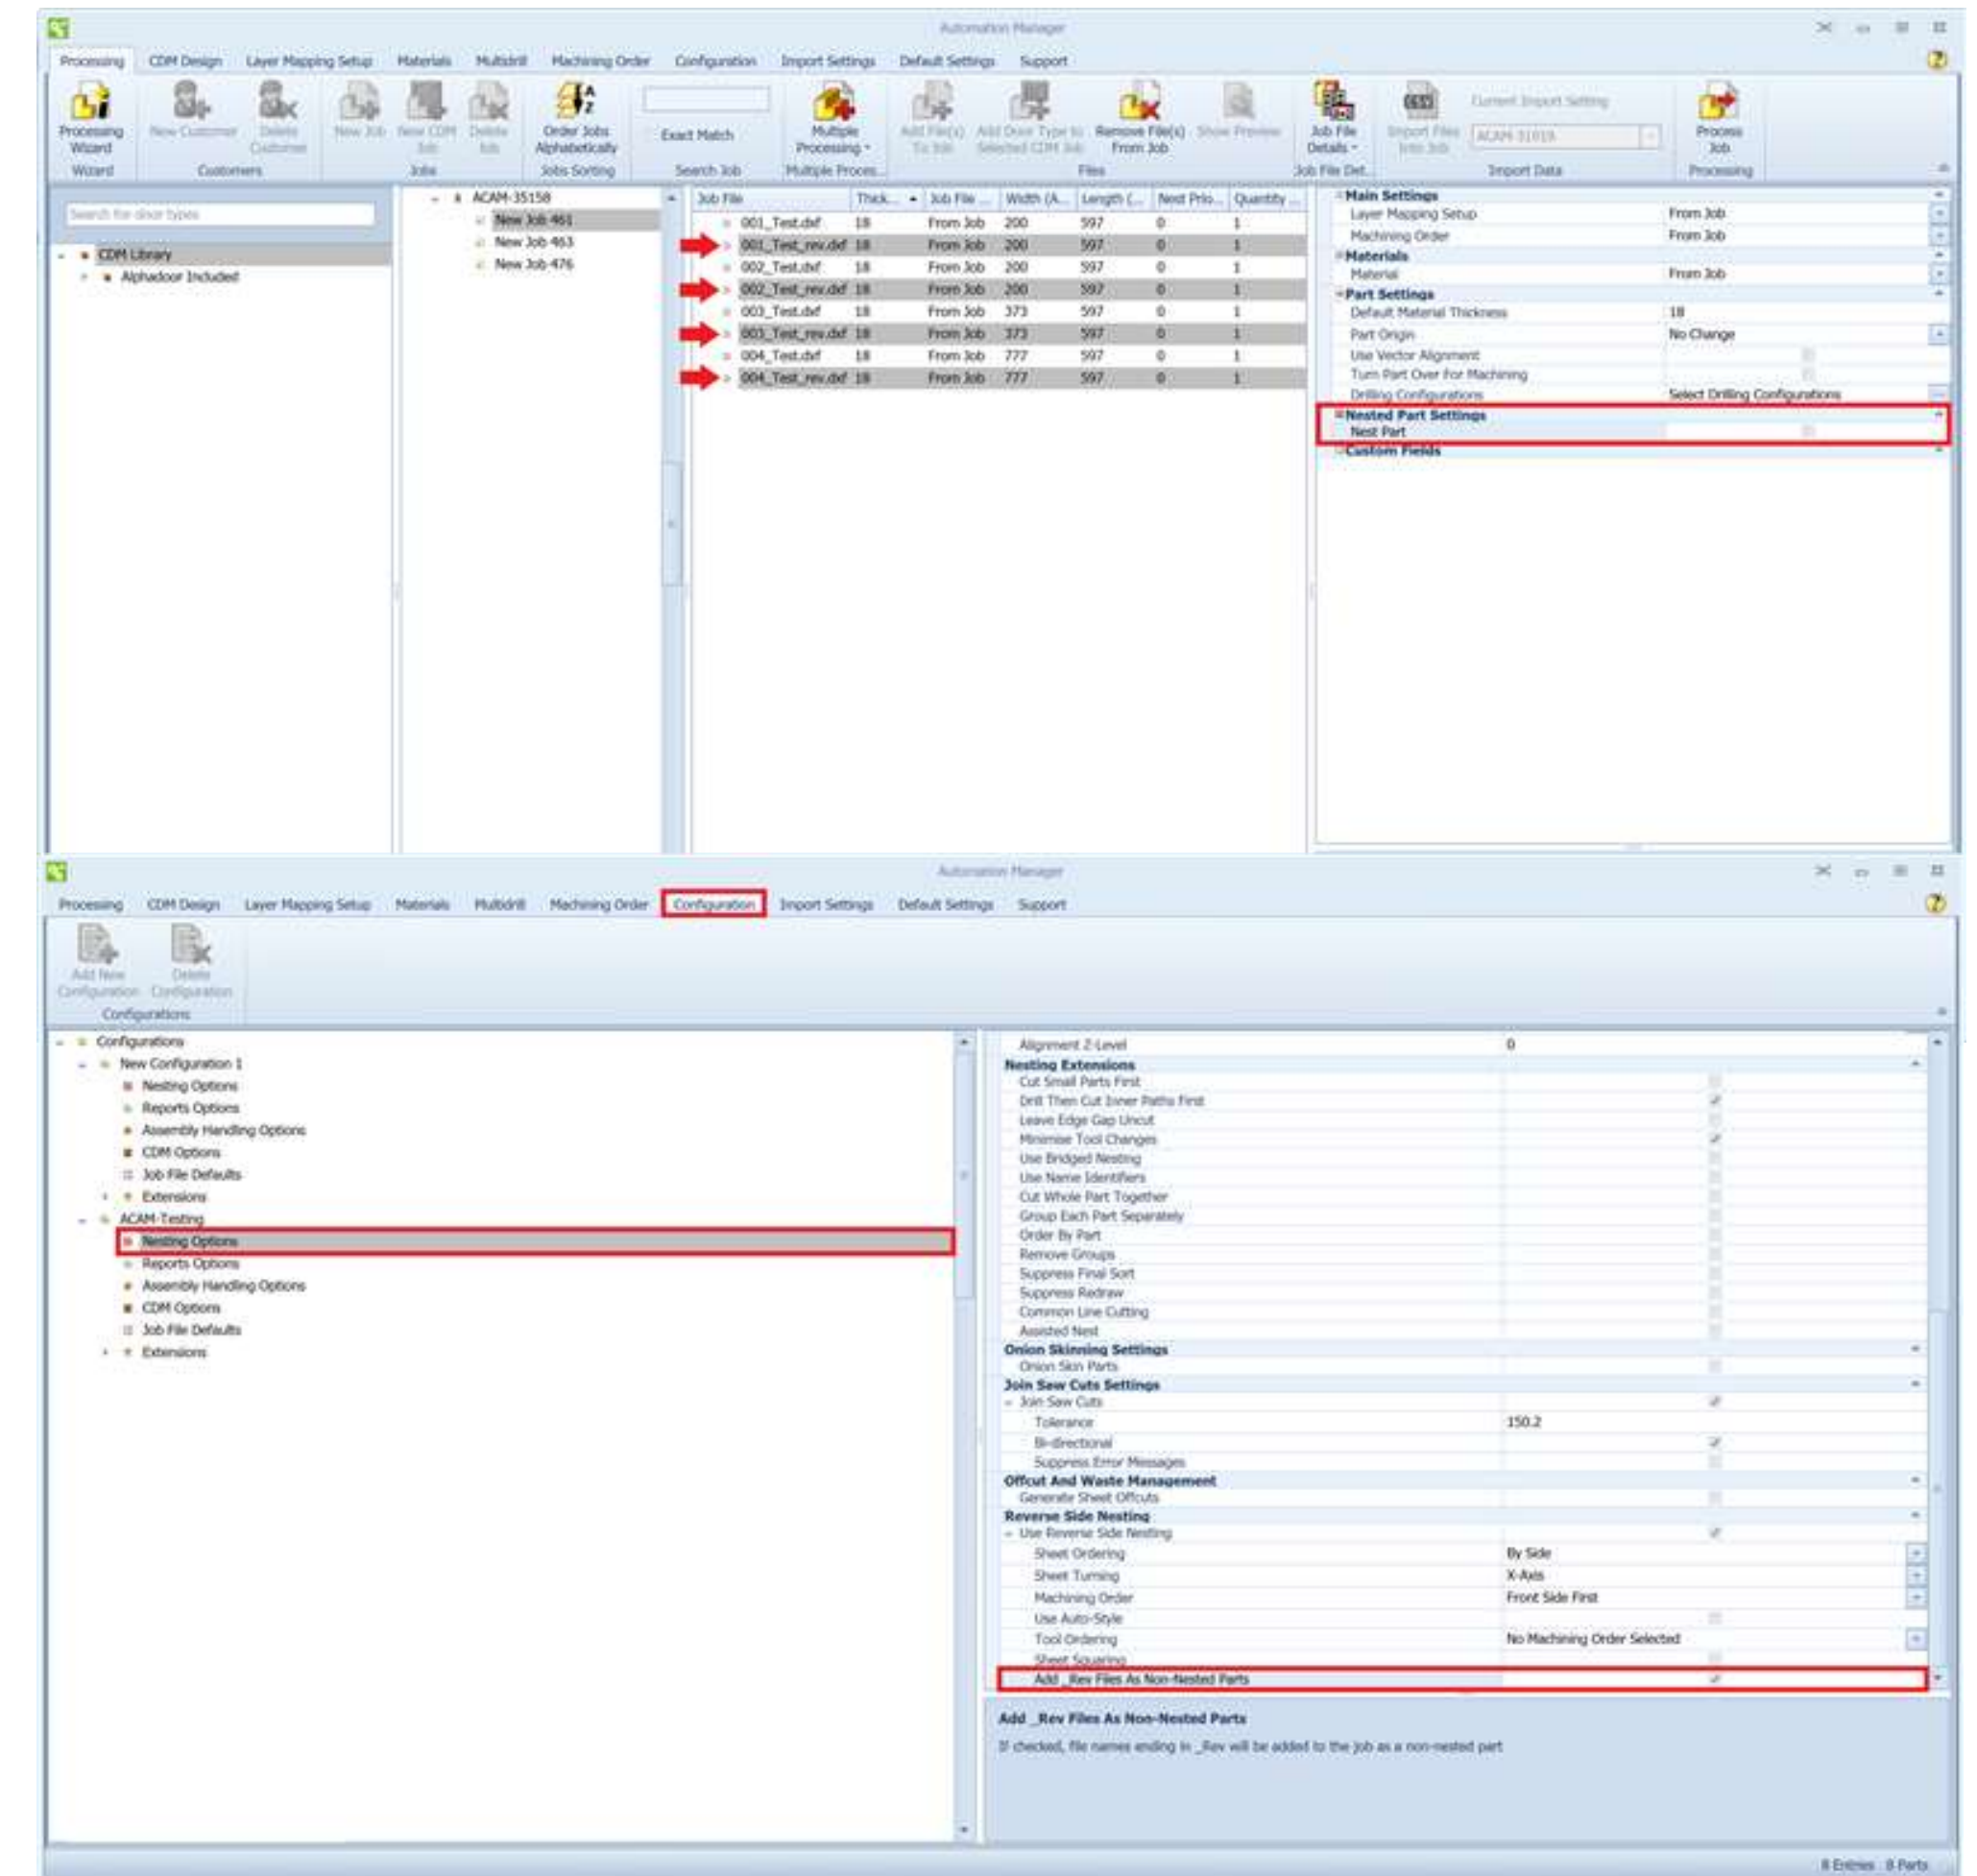 Automation Manager
Processing CDM Design Layer Mapping Setup Materials Multidrill Machining Order Configuration Import Settings Default Settings Support
Processing Wizard
New Customer
Delete Customer
New Job
New CDM Job
Delete Job
Order Jobs Alphabetically
Exact Match
Multiple Processing
Add File(s) To Job
Add Door Type to Selected CDM Job
Remove File(s) From Job
Show Preview
Job File Details
Import Files Into Job
Current Import Setting
ACAM-31019
Process Job
Wizard Customers Jobs Jobs Sorting Search Job Multiple Proces... Files Job File Det... Import Data Processing
Search for door types
CDM Library
Alphadoor Included
ACAM-35158
New Job 461
New Job 463
New Job 476
Job File Thick... Job File ... Width (A... Length (... Nest Prio... Quantity ...
001_Test.dxf 18 From Job 200 597 0 1
001_Test_rev.dxf 18 From Job 200 597 0 1
002_Test.dxf 18 From Job 200 597 0 1
002_Test_rev.dxf 18 From Job 200 597 0 1
003_Test.dxf 18 From Job 373 597 0 1
003_Test_rev.dxf 18 From Job 373 597 0 1
004_Test.dxf 18 From Job 777 597 0 1
004_Test_rev.dxf 18 From Job 777 597 0 1
Main Settings
Layer Mapping Setup From Job
Machining Order From Job
Materials
Material From Job
Part Settings
Default Material Thickness 18
Part Origin No Change
Use Vector Alignment
Turn Part Over For Machining
Drilling Configurations Select Drilling Configurations
Nested Part Settings
Nest Part
Custom Fields
Automation Manager
Processing CDM Design Layer Mapping Setup Materials Multidrill Machining Order Configuration Import Settings Default Settings Support
Add New Configuration
Delete Configuration
Configurations
Configurations
New Configuration 1
Nesting Options
Reports Options
Assembly Handling Options
CDM Options
Job File Defaults
Extensions
ACAM-Testing
Nesting Options
Reports Options
Assembly Handling Options
CDM Options
Job File Defaults
Extensions
Alignment Z-Level 0
Nesting Extensions
Cut Small Parts First
Drill Then Cut Inner Paths First
Leave Edge Gap Uncut
Minimise Tool Changes
Use Bridged Nesting
Use Name Identifiers
Cut Whole Part Together
Group Each Part Separately
Order By Part
Remove Groups
Suppress Final Sort
Suppress Redraw
Common Line Cutting
Assisted Nest
Onion Skinning Settings
Onion Skin Parts
Join Saw Cuts Settings
Join Saw Cuts
Tolerance 150.2
Bi-directional
Suppress Error Messages
Offcut And Waste Management
Generate Sheet Offcuts
Reverse Side Nesting
Use Reverse Side Nesting
Sheet Ordering By Side
Sheet Turning X-Axis
Machining Order Front Side First
Use Auto-Style
Tool Ordering No Machining Order Selected
Sheet Squaring
Add _Rev Files As Non-Nested Parts
Add _Rev Files As Non-Nested Parts
If checked, file names ending in _Rev will be added to the job as a non-nested part
8 Entries 8 Parts